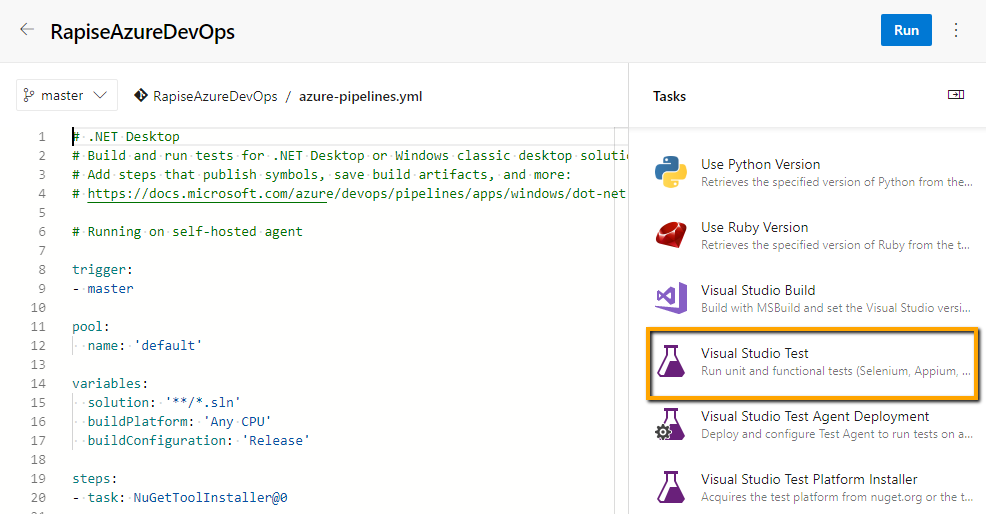 RapiseAzureDevOps
Run
master
RapiseAzureDevOps / azure-pipelines.yml
1 # .NET Desktop
2 # Build and run tests for .NET Desktop or Windows classic desktop solutio
3 # Add steps that publish symbols, save build artifacts, and more:
4 # https://docs.microsoft.com/azure/devops/pipelines/apps/windows/dot-net
5
6 # Running on self-hosted agent
7
8 trigger:
9 - master
10
11 pool:
12 name: 'default'
13
14 variables:
15 solution: '**/*.sln'
16 buildPlatform: 'Any CPU'
17 buildConfiguration: 'Release'
18
19 steps:
20 - task: NuGetToolInstaller@0
Tasks
Use Python Version
Retrieves the specified version of Python from the...
Use Ruby Version
Retrieves the specified version of Ruby from the t...
Visual Studio Build
Build with MSBuild and set the Visual Studio versi...
Visual Studio Test
Run unit and functional tests (Selenium, Appium, ...
Visual Studio Test Agent Deployment
Deploy and configure Test Agent to run tests on a...
Visual Studio Test Platform Installer
Acquires the test platform from nuget.org or the t...